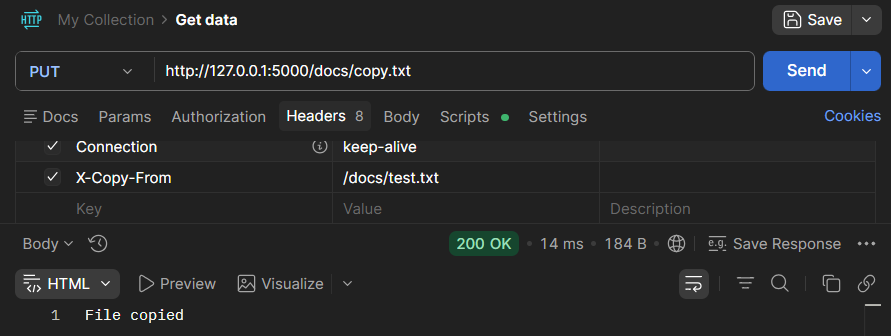 HTTP My Collection > Get data Save
PUT http://127.0.0.1:5000/docs/copy.txt Send
Docs Params Authorization Headers 8 Body Scripts Settings Cookies
Connection keep-alive
X-Copy-From /docs/test.txt
Key Value Description
Body 200 OK • 14 ms • 184 B • e.g. Save Response
HTML Preview Visualize
1 File copied